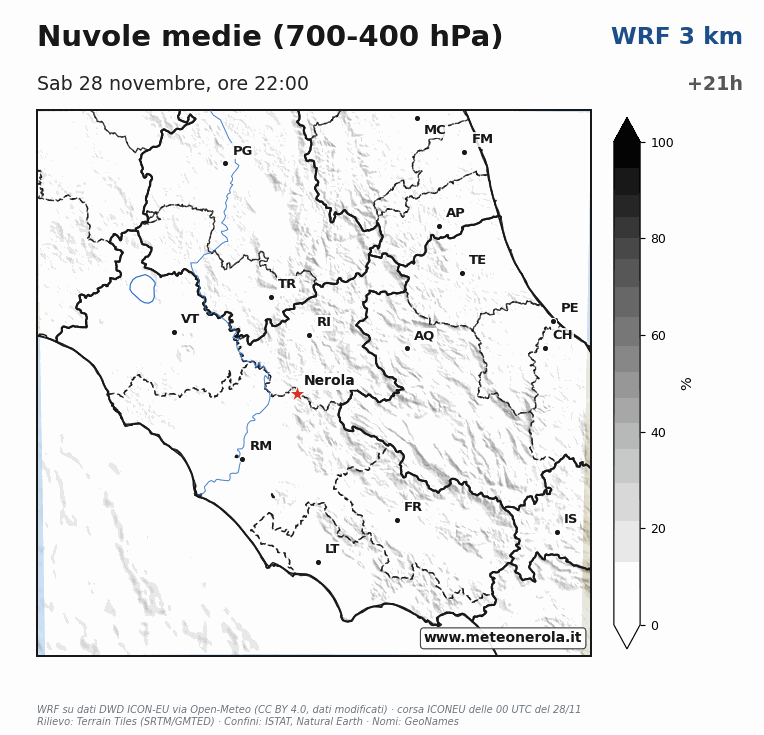 Nuvole medie (700-400 hPa)
WRF 3 km
Sab 28 novembre, ore 22:00
+21h
MC
FM
PG
AP
TE
TR
PE
VT
RI
AQ
CH
Nerola
RM
FR
IS
LT
www.meteonerola.it
100
80
60
40
20
0
%
WRF su dati DWD ICON-EU via Open-Meteo (CC BY 4.0, dati modificati) · corsa ICONEU delle 00 UTC del 28/11
Rilievo: Terrain Tiles (SRTM/GMTED) · Confini: ISTAT, Natural Earth · Nomi: GeoNames